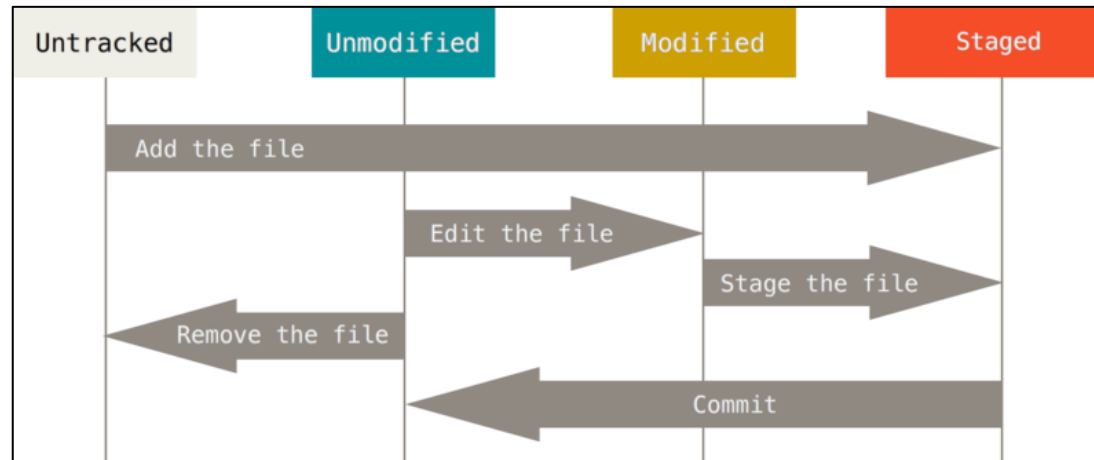 Untracked
Unmodified
Modified
Staged
Add the file
Edit the file
Stage the file
Remove the file
Commit